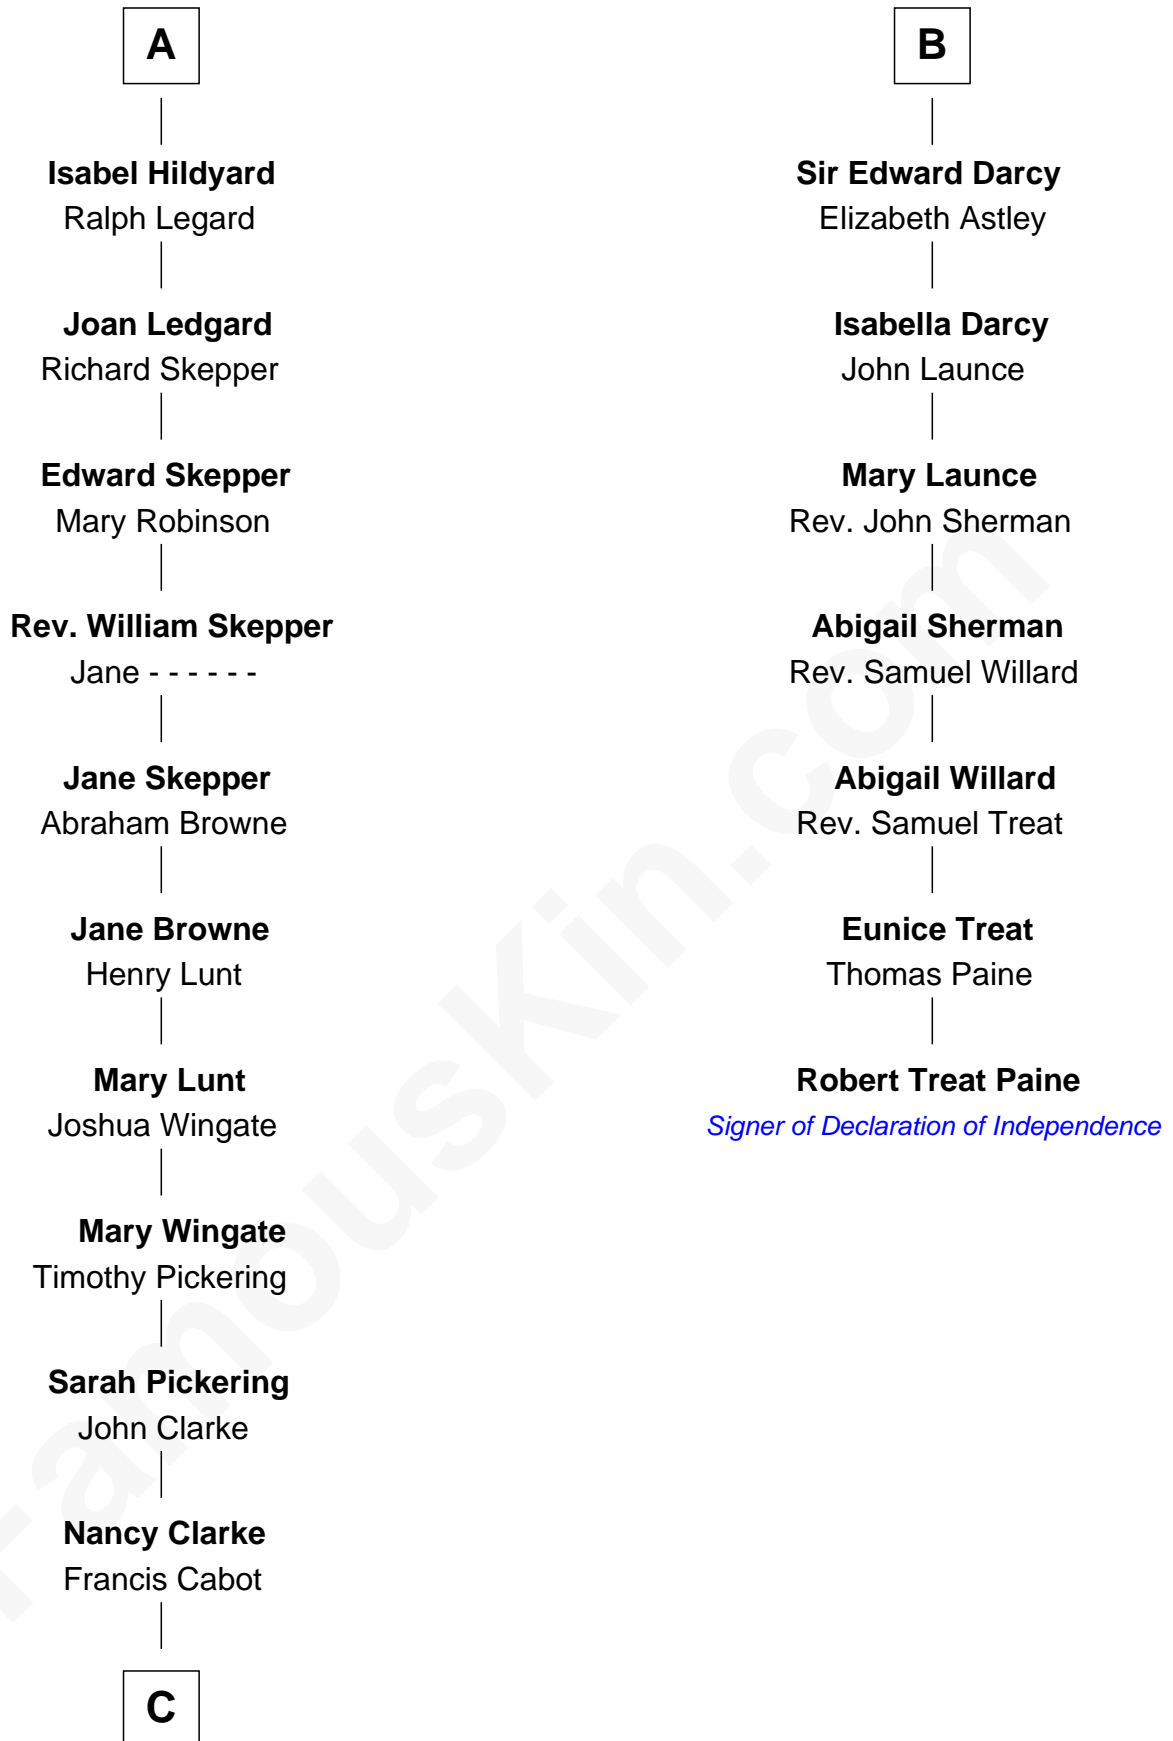 A
Isabel Hildyard
Ralph Legard
Joan Ledgard
Richard Skepper
Edward Skepper
Mary Robinson
Rev. William Skepper
Jane - - - - - -
Jane Skepper
Abraham Browne
Jane Browne
Henry Lunt
Mary Lunt
Joshua Wingate
Mary Wingate
Timothy Pickering
Sarah Pickering
John Clarke
Nancy Clarke
Francis Cabot
C
B
Sir Edward Darcy
Elizabeth Astley
Isabella Darcy
John Launce
Mary Launce
Rev. John Sherman
Abigail Sherman
Rev. Samuel Willard
Abigail Willard
Rev. Samuel Treat
Eunice Treat
Thomas Paine
Robert Treat Paine
Signer of Declaration of Independence
FamousKin.com